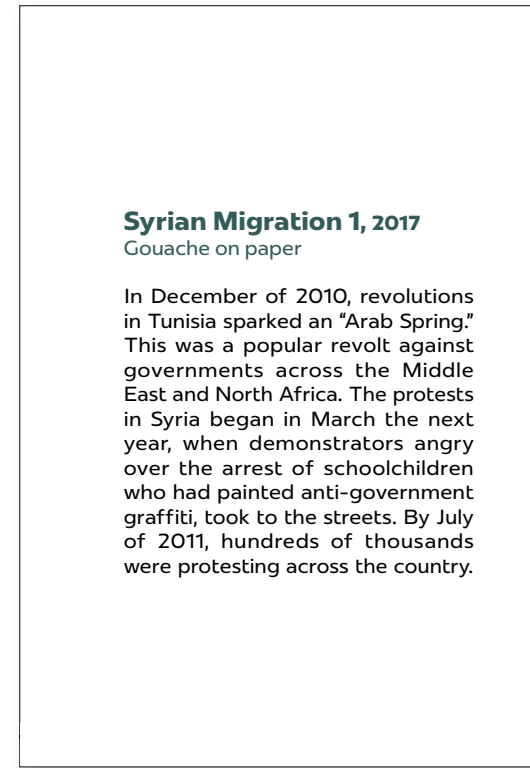 Syrian Migration 1, 2017
Gouache on paper
In December of 2010, revolutions
in Tunisia sparked an “Arab Spring.”
This was a popular revolt against
governments across the Middle
East and North Africa. The protests
in Syria began in March the next
year, when demonstrators angry
over the arrest of schoolchildren
who had painted anti-government
graffiti, took to the streets. By July
of 2011, hundreds of thousands
were protesting across the country.